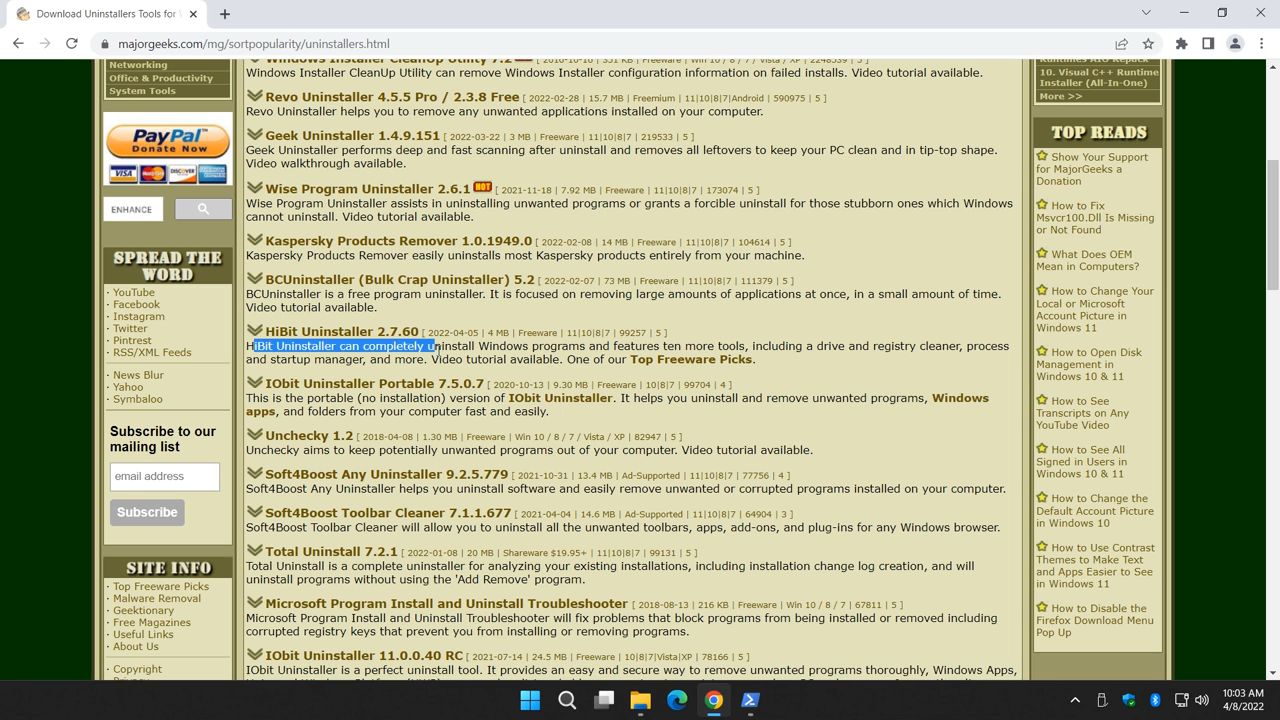 Download Uninstallers Tools for W
majorgeeks.com/mg/sortpopularity/uninstallers.html
Networking
Office & Productivity
System Tools
PayPal
Donate Now
VISA
MasterCard
DISCOVER
ENHANCE
SPREAD THE
WORD
· YouTube
· Facebook
· Instagram
· Twitter
· Pinterest
· RSS/XML Feeds
· News Blur
· Yahoo
· Symbaloo
Subscribe to our
mailing list
email address
Subscribe
SITE INFO
· Top Freeware Picks
· Malware Removal
· Geektionary
· Free Magazines
· Useful Links
· About Us
· Copyright
Windows Installer CleanUp Utility 7.2
Windows Installer CleanUp Utility can remove Windows Installer configuration information on failed installs. Video tutorial available.
Revo Uninstaller 4.5.5 Pro / 2.3.8 Free [ 2022-02-28 | 15.7 MB | Freemium | 11|10|8|7|Android | 590975 | 5 ]
Revo Uninstaller helps you to remove any unwanted applications installed on your computer.
Geek Uninstaller 1.4.9.151 [ 2022-03-22 | 3 MB | Freeware | 11|10|8|7 | 219533 | 5 ]
Geek Uninstaller performs deep and fast scanning after uninstall and removes all leftovers to keep your PC clean and in tip-top shape.
Video walkthrough available.
Wise Program Uninstaller 2.6.1 HOT [ 2021-11-18 | 7.92 MB | Freeware | 11|10|8|7 | 173074 | 5 ]
Wise Program Uninstaller assists in uninstalling unwanted programs or grants a forcible uninstall for those stubborn ones which Windows
cannot uninstall. Video tutorial available.
Kaspersky Products Remover 1.0.1949.0 [ 2022-02-08 | 14 MB | Freeware | 11|10|8|7 | 104614 | 5 ]
Kaspersky Products Remover easily uninstalls most Kaspersky products entirely from your machine.
BCUninstaller (Bulk Crap Uninstaller) 5.2 [ 2022-02-07 | 73 MB | Freeware | 11|10|8|7 | 111379 | 5 ]
BCUninstaller is a free program uninstaller. It is focused on removing large amounts of applications at once, in a small amount of time.
Video tutorial available.
HiBit Uninstaller 2.7.60 [ 2022-04-05 | 4 MB | Freeware | 11|10|8|7 | 99257 | 5 ]
HiBit Uninstaller can completely uninstall Windows programs and features ten more tools, including a drive and registry cleaner, process
and startup manager, and more. Video tutorial available. One of our Top Freeware Picks.
IObit Uninstaller Portable 7.5.0.7 [ 2020-10-13 | 9.30 MB | Freeware | 10|8|7 | 99704 | 4 ]
This is the portable (no installation) version of IObit Uninstaller. It helps you uninstall and remove unwanted programs, Windows
apps, and folders from your computer fast and easily.
Unchecky 1.2 [ 2018-04-08 | 1.30 MB | Freeware | Win 10 / 8 / 7 / Vista / XP | 82947 | 5 ]
Unchecky aims to keep potentially unwanted programs out of your computer. Video tutorial available.
Soft4Boost Any Uninstaller 9.2.5.779 [ 2021-10-31 | 13.4 MB | Ad-Supported | 11|10|8|7 | 77756 | 4 ]
Soft4Boost Any Uninstaller helps you uninstall software and easily remove unwanted or corrupted programs installed on your computer.
Soft4Boost Toolbar Cleaner 7.1.1.677 [ 2021-04-04 | 14.6 MB | Ad-Supported | 11|10|8|7 | 64904 | 3 ]
Soft4Boost Toolbar Cleaner will allow you to uninstall all the unwanted toolbars, apps, add-ons, and plug-ins for any Windows browser.
Total Uninstall 7.2.1 [ 2022-01-08 | 20 MB | Shareware $19.95+ | 11|10|8|7 | 99131 | 5 ]
Total Uninstall is a complete uninstaller for analyzing your existing installations, including installation change log creation, and will
uninstall programs without using the 'Add Remove' program.
Microsoft Program Install and Uninstall Troubleshooter [ 2018-08-13 | 216 KB | Freeware | Win 10 / 8 / 7 | 67811 | 5 ]
Microsoft Program Install and Uninstall Troubleshooter will fix problems that block programs from being installed or removed including
corrupted registry keys that prevent you from installing or removing programs.
IObit Uninstaller 11.0.0.40 RC [ 2021-07-14 | 24.5 MB | Freeware | 10|8|7|Vista|XP | 78166 | 5 ]
IObit Uninstaller is a perfect uninstall tool. It provides an easy and secure way to remove unwanted programs thoroughly, Windows Apps,
Runtimes AIO Repack
10. Visual C++ Runtime
Installer (All-In-One)
More >>
TOP READS
Show Your Support
for MajorGeeks a
Donation
How to Fix
Msvcr100.Dll Is Missing
or Not Found
What Does OEM
Mean in Computers?
How to Change Your
Local or Microsoft
Account Picture in
Windows 11
How to Open Disk
Management in
Windows 10 & 11
How to See
Transcripts on Any
YouTube Video
How to See All
Signed in Users in
Windows 10 & 11
How to Change the
Default Account Picture
in Windows 10
How to Use Contrast
Themes to Make Text
and Apps Easier to See
in Windows 11
How to Disable the
Firefox Download Menu
Pop Up
10:03 AM
4/8/2022